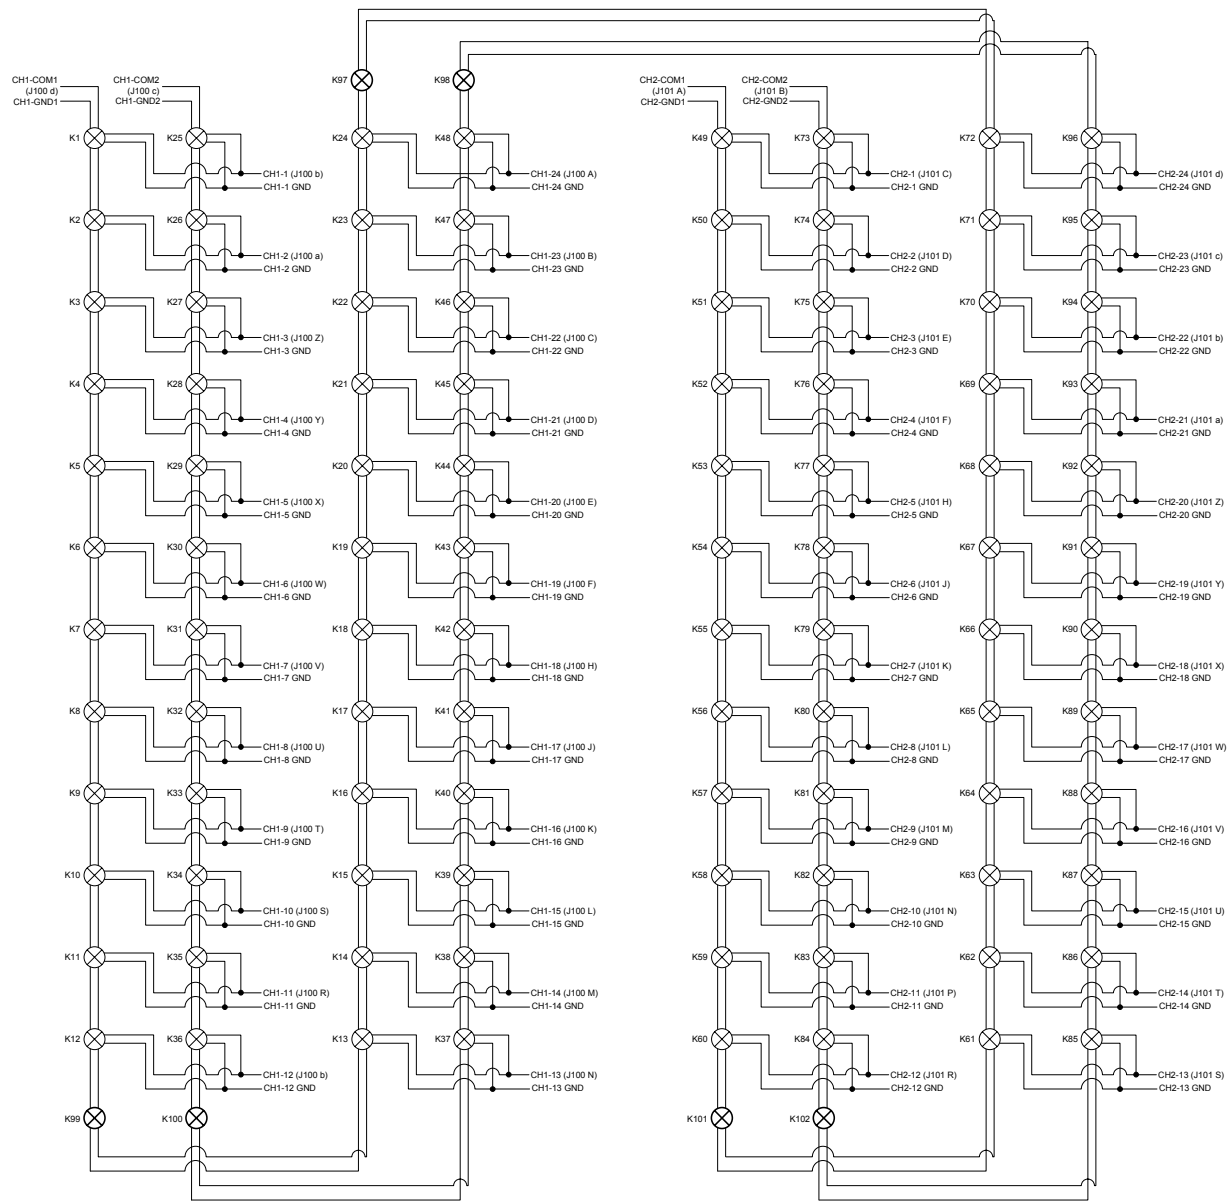 CH1-COM1
(J100 d)
CH1-GND1
CH1-COM2
(J100 c)
CH1-GND2
K97
K98
CH2-COM1
(J101 A)
CH2-GND1
CH2-COM2
(J101 B)
CH2-GND2
K1
K25
K24
K48
K49
K73
K72
K96
CH1-1 (J100 b)
CH1-1 GND
CH1-24 (J100 A)
CH1-24 GND
CH2-1 (J101 C)
CH2-1 GND
CH2-24 (J101 d)
CH2-24 GND
K2
K26
K23
K47
K50
K74
K71
K95
CH1-2 (J100 a)
CH1-2 GND
CH1-23 (J100 B)
CH1-23 GND
CH2-2 (J101 D)
CH2-2 GND
CH2-23 (J101 c)
CH2-23 GND
K3
K27
K22
K46
K51
K75
K70
K94
CH1-3 (J100 Z)
CH1-3 GND
CH1-22 (J100 C)
CH1-22 GND
CH2-3 (J101 E)
CH2-3 GND
CH2-22 (J101 b)
CH2-22 GND
K4
K28
K21
K45
K52
K76
K69
K93
CH1-4 (J100 Y)
CH1-4 GND
CH1-21 (J100 D)
CH1-21 GND
CH2-4 (J101 F)
CH2-4 GND
CH2-21 (J101 a)
CH2-21 GND
K5
K29
K20
K44
K53
K77
K68
K92
CH1-5 (J100 X)
CH1-5 GND
CH1-20 (J100 E)
CH1-20 GND
CH2-5 (J101 H)
CH2-5 GND
CH2-20 (J101 Z)
CH2-20 GND
K6
K30
K19
K43
K54
K78
K67
K91
CH1-6 (J100 W)
CH1-6 GND
CH1-19 (J100 F)
CH1-19 GND
CH2-6 (J101 J)
CH2-6 GND
CH2-19 (J101 Y)
CH2-19 GND
K7
K31
K18
K42
K55
K79
K66
K90
CH1-7 (J100 V)
CH1-7 GND
CH1-18 (J100 H)
CH1-18 GND
CH2-7 (J101 K)
CH2-7 GND
CH2-18 (J101 X)
CH2-18 GND
K8
K32
K17
K41
K56
K80
K65
K89
CH1-8 (J100 U)
CH1-8 GND
CH1-17 (J100 J)
CH1-17 GND
CH2-8 (J101 L)
CH2-8 GND
CH2-17 (J101 W)
CH2-17 GND
K9
K33
K16
K40
K57
K81
K64
K88
CH1-9 (J100 T)
CH1-9 GND
CH1-16 (J100 K)
CH1-16 GND
CH2-9 (J101 M)
CH2-9 GND
CH2-16 (J101 V)
CH2-16 GND
K10
K34
K15
K39
K58
K82
K63
K87
CH1-10 (J100 S)
CH1-10 GND
CH1-15 (J100 L)
CH1-15 GND
CH2-10 (J101 N)
CH2-10 GND
CH2-15 (J101 U)
CH2-15 GND
K11
K35
K14
K38
K59
K83
K62
K86
CH1-11 (J100 R)
CH1-11 GND
CH1-14 (J100 M)
CH1-14 GND
CH2-11 (J101 P)
CH2-11 GND
CH2-14 (J101 T)
CH2-14 GND
K12
K36
K13
K37
K60
K84
K61
K85
CH1-12 (J100 b)
CH1-12 GND
CH1-13 (J100 N)
CH1-13 GND
CH2-12 (J101 R)
CH2-12 GND
CH2-13 (J101 S)
CH2-13 GND
K99
K100
K101
K102